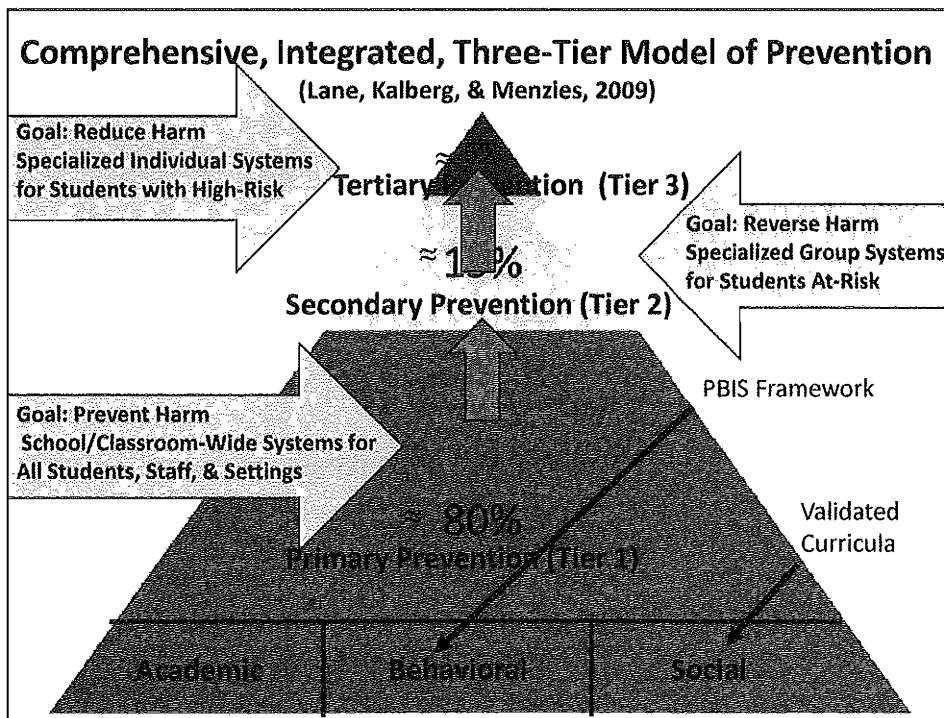 Comprehensive, Integrated, Three-Tier Model of Prevention
(Lane, Kalberg, & Menzies, 2009)
Goal: Reduce Harm
Specialized Individual Systems
for Students with High-Risk
≈
Tertiary Prevention (Tier 3)
Goal: Reverse Harm
Specialized Group Systems
for Students At-Risk
≈ 15%
Secondary Prevention (Tier 2)
PBIS Framework
Goal: Prevent Harm
School/Classroom-Wide Systems for
All Students, Staff, & Settings
≈ 80%
Primary Prevention (Tier 1)
Validated
Curricula
Academic
Behavioral
Social